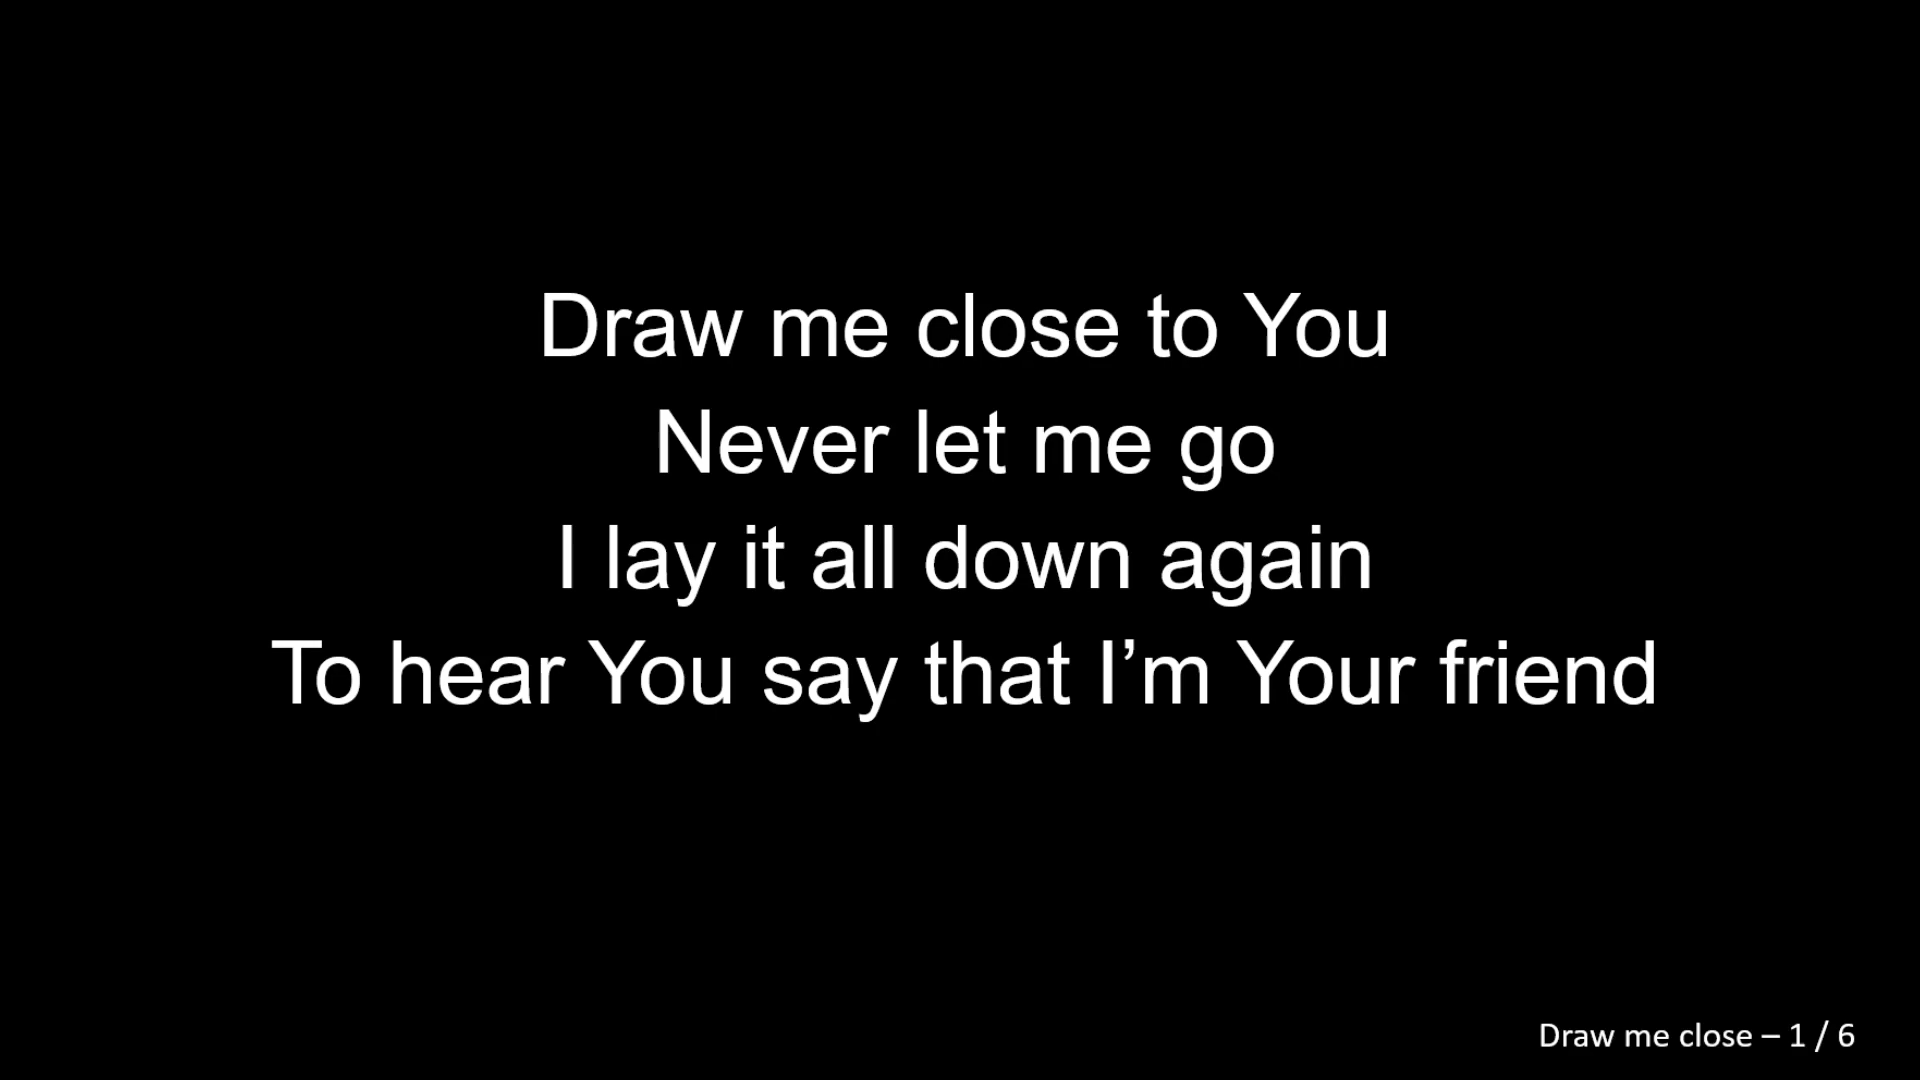 Draw me close to You
Never let me go
I lay it all down again
To hear You say that I’m Your friend
Draw me close – 1 / 6